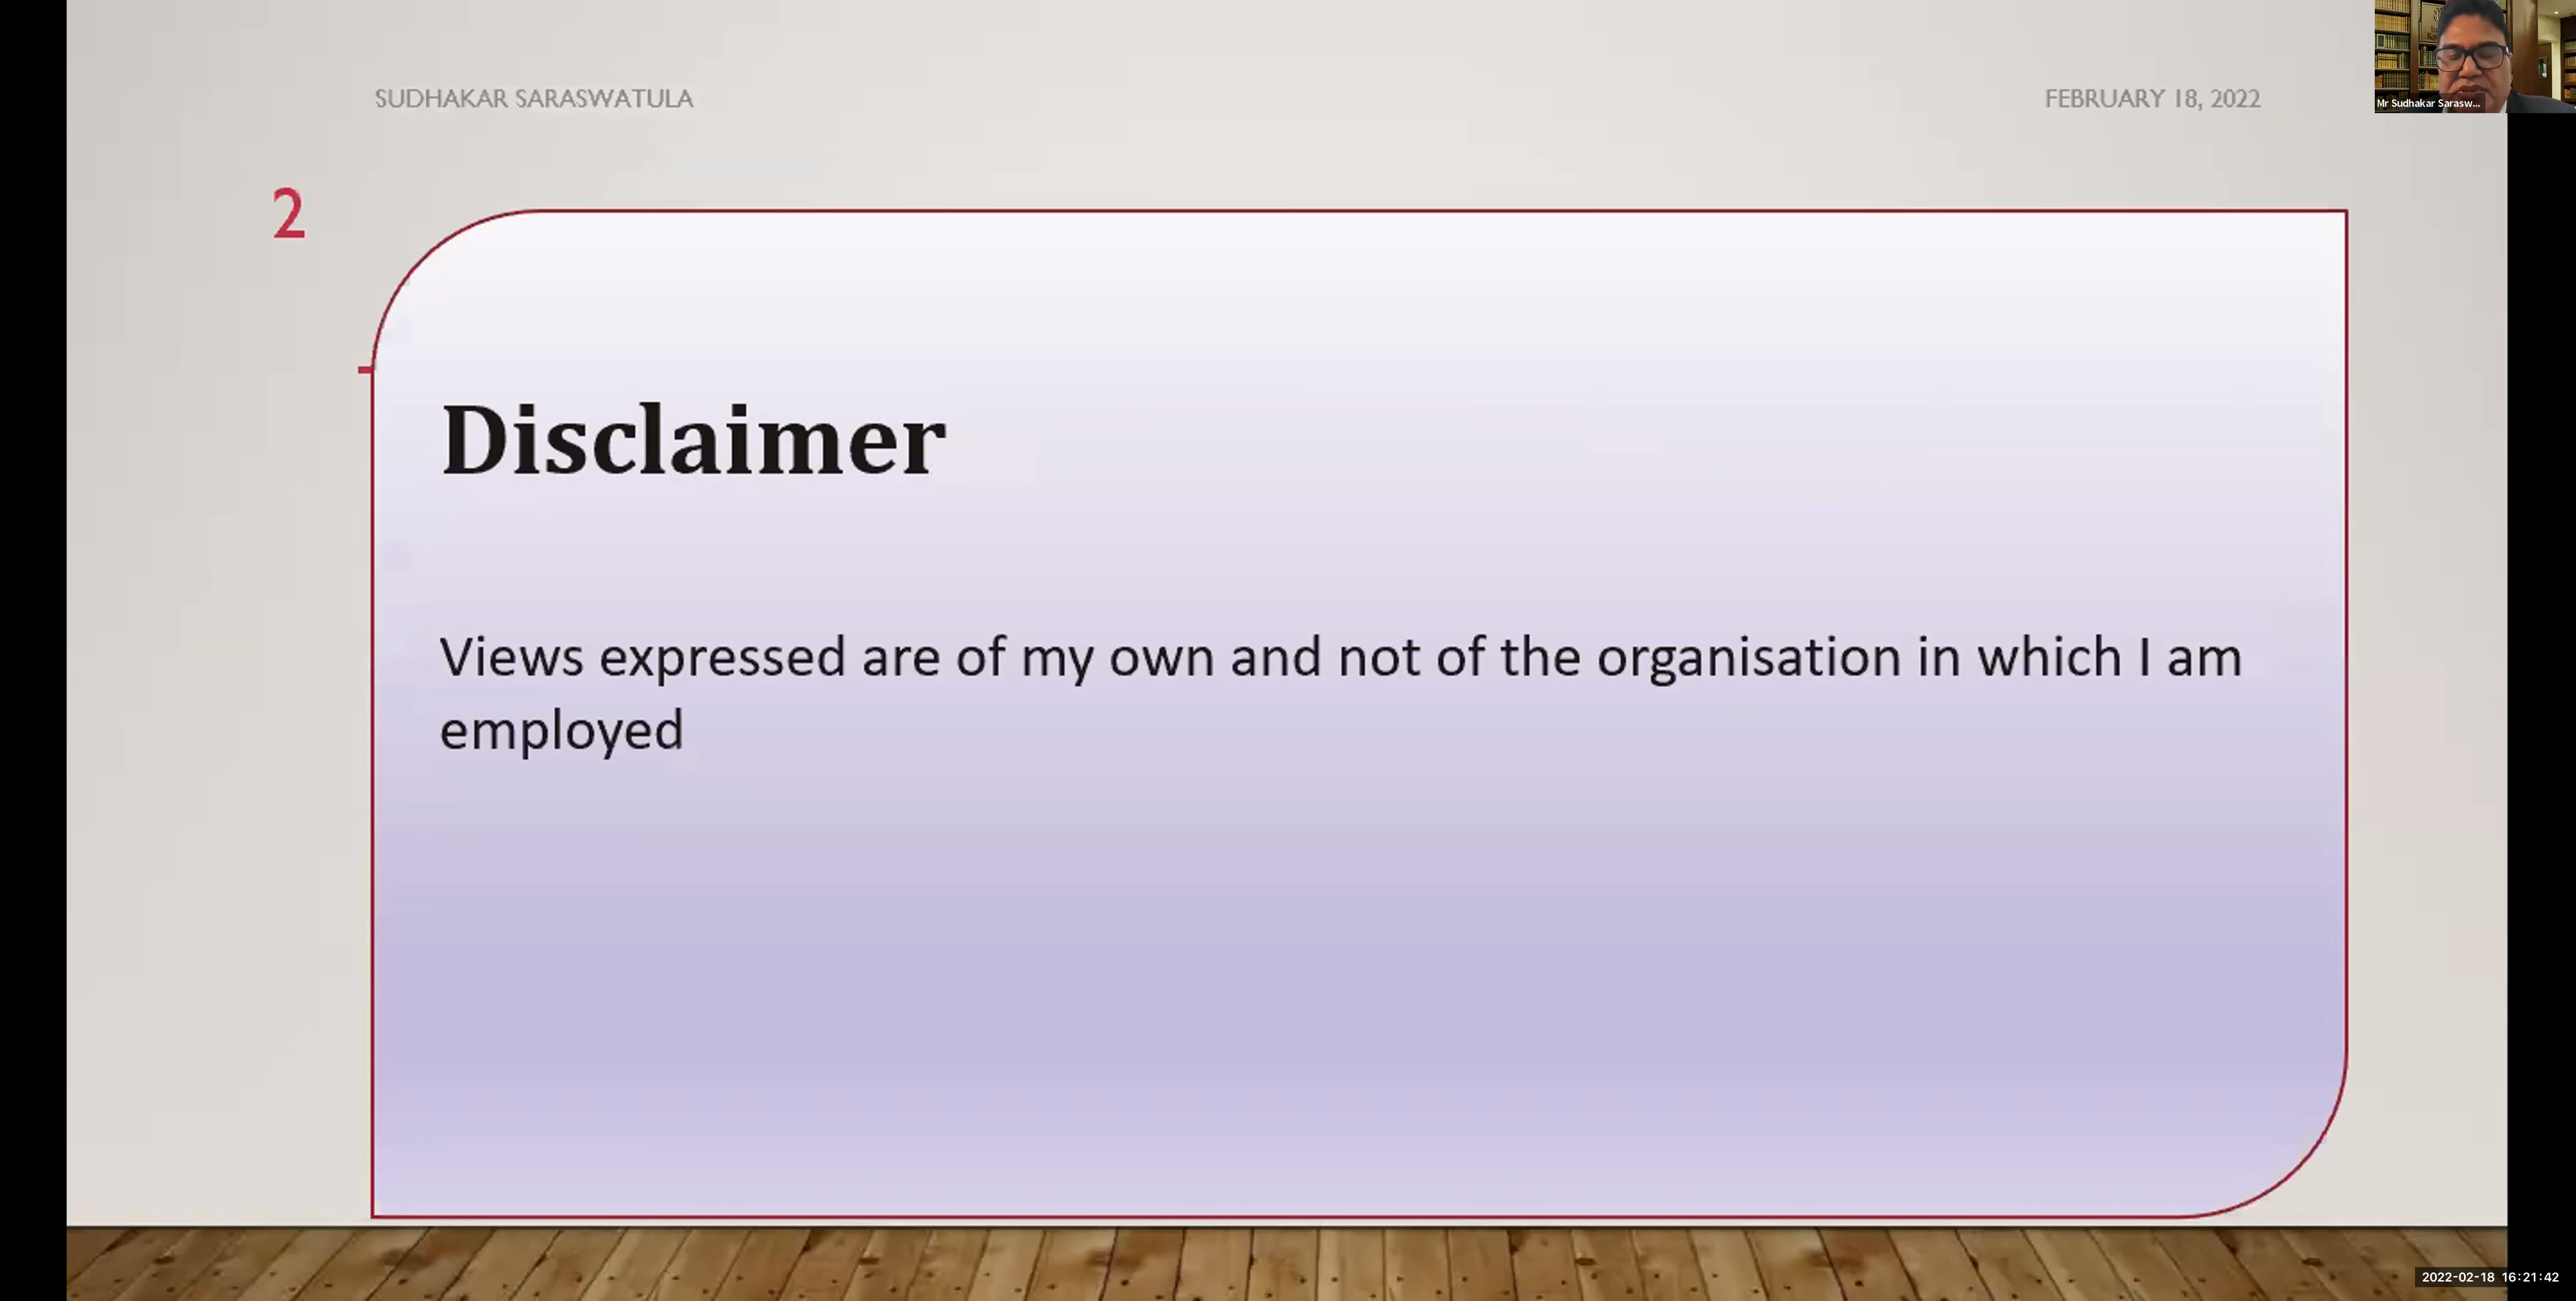 SUDHAKAR SARASWATULA
FEBRUARY 18, 2022
Mr Sudhakar Sarasw...
2
Disclaimer
Views expressed are of my own and not of the organisation in which I am
employed
2022-02-18 16:21:42